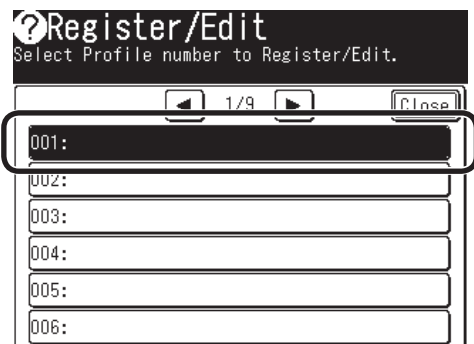 ?Register/Edit
Select Profile number to Register/Edit.
◀ 1/9 ▶ Close
001:
002:
003:
004:
005:
006: